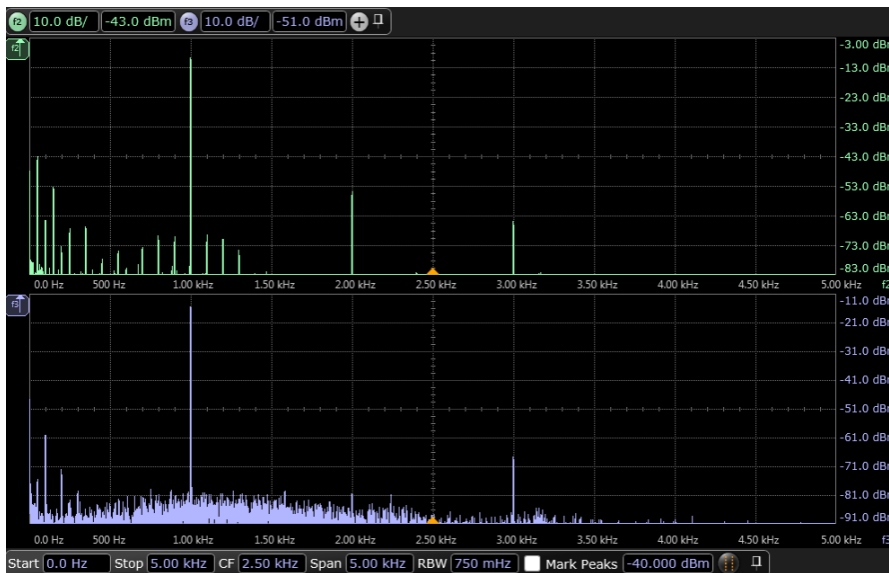 f2 10.0 dB/ -43.0 dBm f3 10.0 dB/ -51.0 dBm +
f2
-3.00 dBm
-13.0 dBm
-23.0 dBm
-33.0 dBm
-43.0 dBm
-53.0 dBm
-63.0 dBm
-73.0 dBm
-83.0 dBm
0.0 Hz 500 Hz 1.00 kHz 1.50 kHz 2.00 kHz 2.50 kHz 3.00 kHz 3.50 kHz 4.00 kHz 4.50 kHz 5.00 kHz f2
f3
-11.0 dBm
-21.0 dBm
-31.0 dBm
-41.0 dBm
-51.0 dBm
-61.0 dBm
-71.0 dBm
-81.0 dBm
-91.0 dBm
0.0 Hz 500 Hz 1.00 kHz 1.50 kHz 2.00 kHz 2.50 kHz 3.00 kHz 3.50 kHz 4.00 kHz 4.50 kHz 5.00 kHz f3
Start 0.0 Hz Stop 5.00 kHz CF 2.50 kHz Span 5.00 kHz RBW 750 mHz Mark Peaks -40.000 dBm